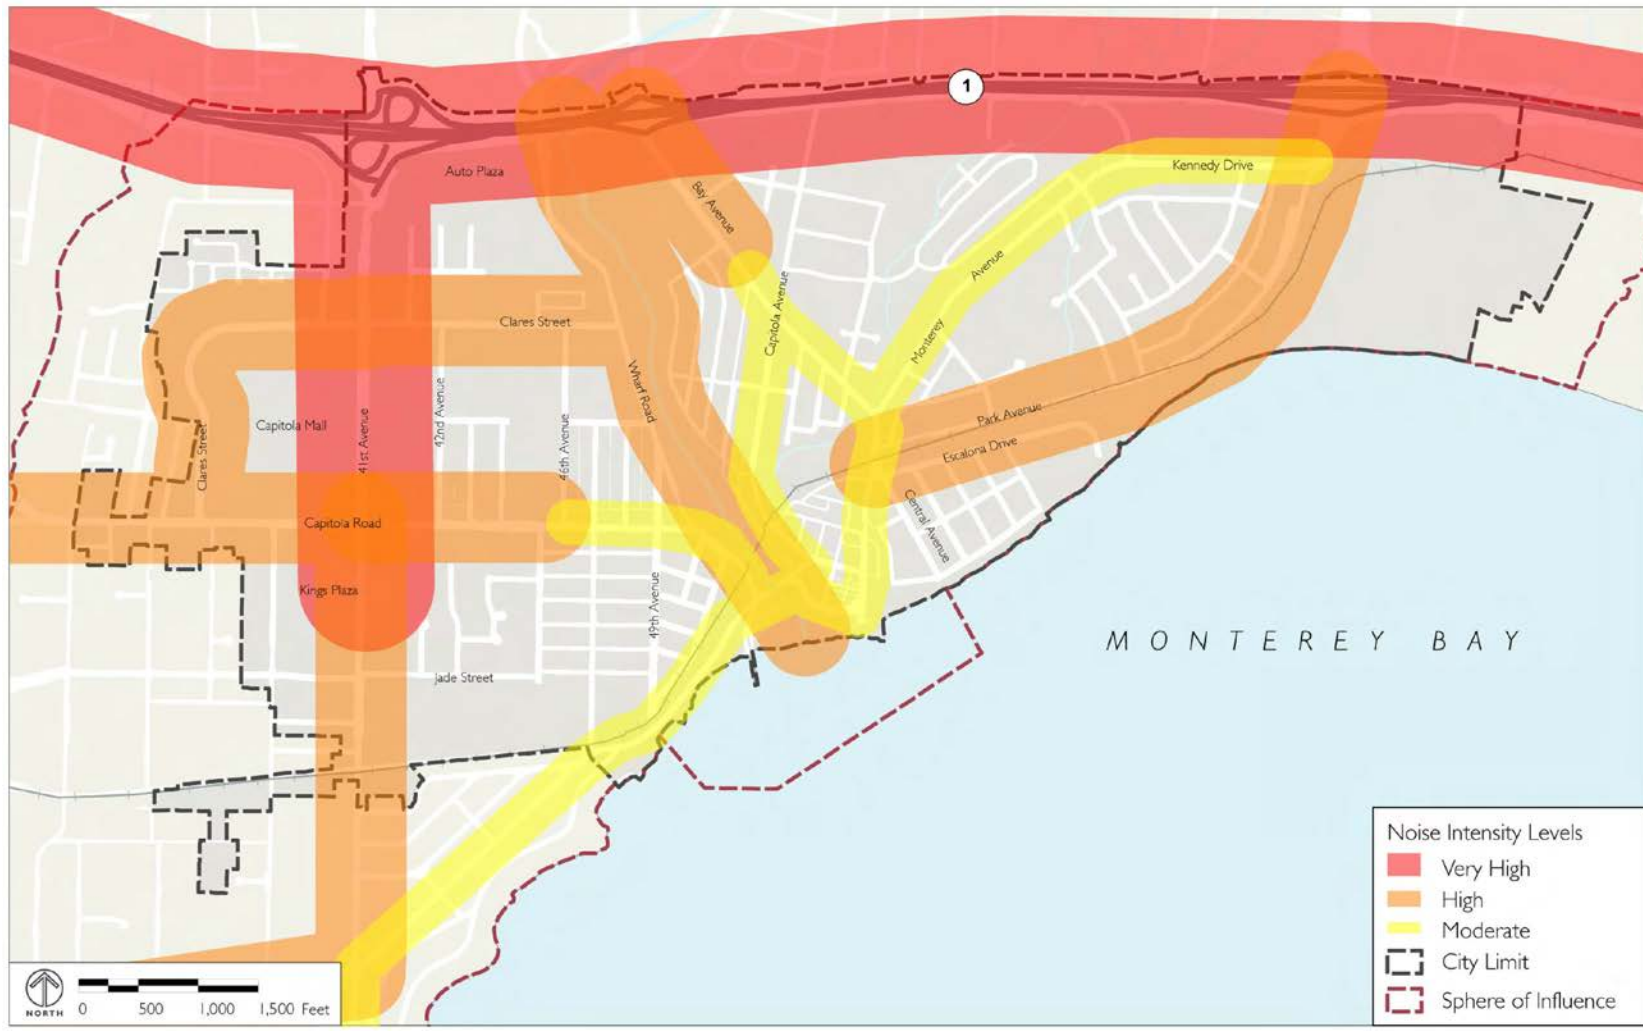 1
Auto Plaza
Kennedy Drive
Bay Avenue
Avenue
Monterey
Capitola Avenue
Clares Street
Wharf Road
42nd Avenue
41st Avenue
46th Avenue
Capitola Mall
Clares Street
Park Avenue
Escalona Drive
Central Avenue
Capitola Road
Kings Plaza
49th Avenue
Jade Street
MONTEREY BAY
Noise Intensity Levels
Very High
High
Moderate
City Limit
Sphere of Influence
NORTH
0 500 1,000 1,500 Feet